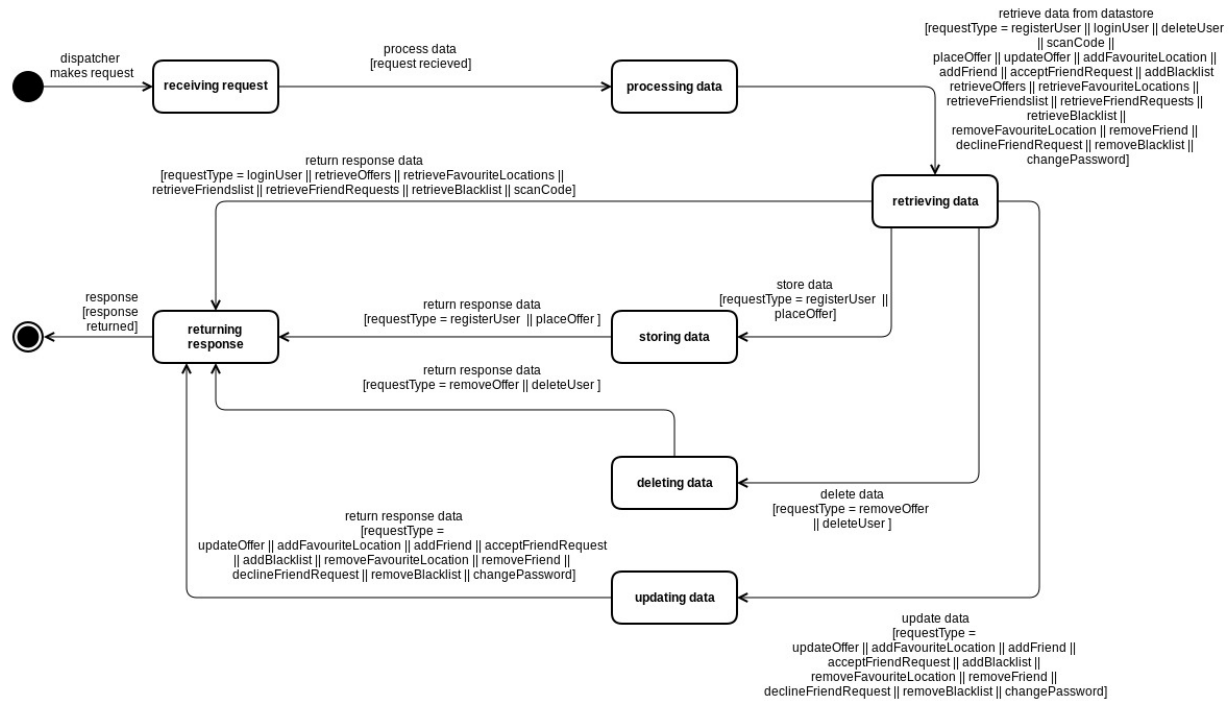 retrieve data from datastore
[requestType = registerUser || loginUser || deleteUser
|| scanCode ||
placeOffer || updateOffer || addFavouriteLocation ||
addFriend || acceptFriendRequest || addBlacklist
retrieveOffers || retrieveFavouriteLocations ||
retrieveFriendslist || retrieveFriendRequests ||
retrieveBlacklist ||
removeFavouriteLocation || removeFriend ||
declineFriendRequest || removeBlacklist ||
changePassword]
dispatcher
makes request
process data
[request recieved]
receiving request
processing data
return response data
[requestType = loginUser || retrieveOffers || retrieveFavouriteLocations ||
retrieveFriendslist || retrieveFriendRequests || retrieveBlacklist || scanCode]
retrieving data
response
[response
returned]
returning
response
return response data
[requestType = registerUser || placeOffer ]
storing data
store data
[requestType = registerUser ||
placeOffer]
return response data
[requestType = removeOffer || deleteUser ]
deleting data
delete data
[requestType = removeOffer
|| deleteUser ]
return response data
[requestType =
updateOffer || addFavouriteLocation || addFriend || acceptFriendRequest
|| addBlacklist || removeFavouriteLocation || removeFriend ||
declineFriendRequest || removeBlacklist || changePassword]
updating data
update data
[requestType =
updateOffer || addFavouriteLocation || addFriend ||
acceptFriendRequest || addBlacklist ||
removeFavouriteLocation || removeFriend ||
declineFriendRequest || removeBlacklist || changePassword]